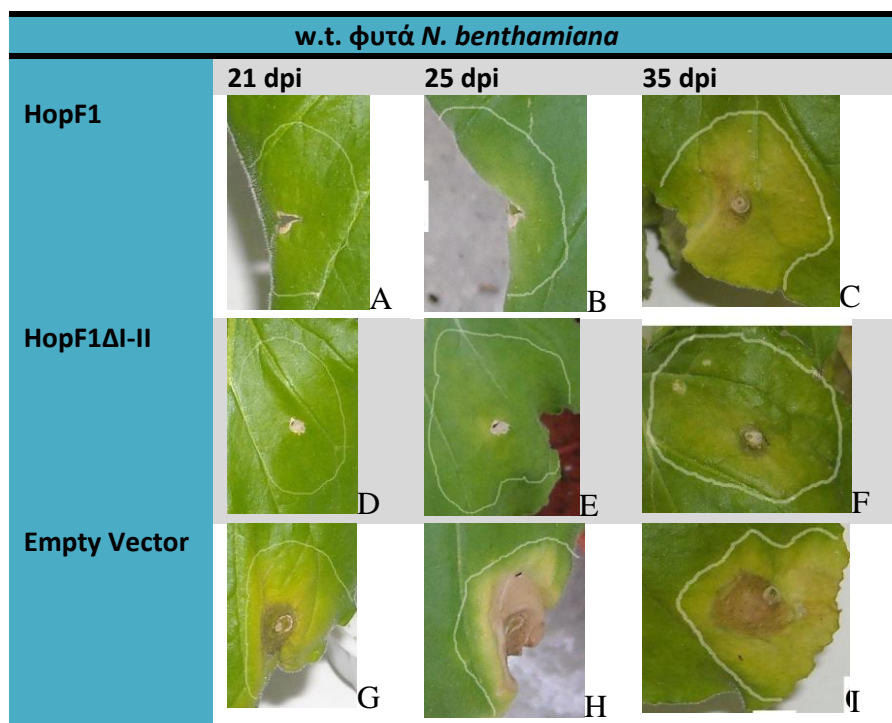 w.t. φυτά N. benthamiana
21 dpi 25 dpi 35 dpi
HopF1
A B C
HopF1ΔI-II
D E F
Empty Vector
G H I